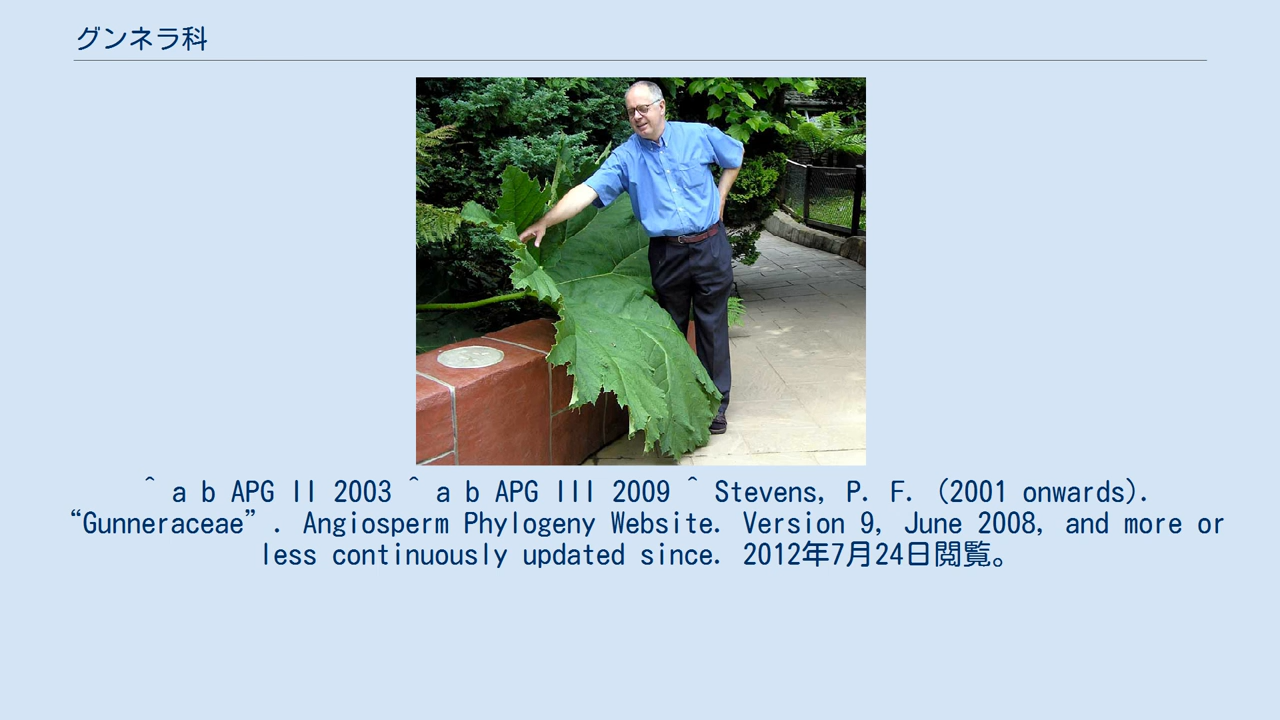 グンネラ科
^ a b APG II 2003 ^ a b APG III 2009 ^ Stevens, P. F. (2001 onwards).
“Gunneraceae”. Angiosperm Phylogeny Website. Version 9, June 2008, and more or
less continuously updated since. 2012年7月24日閲覧。